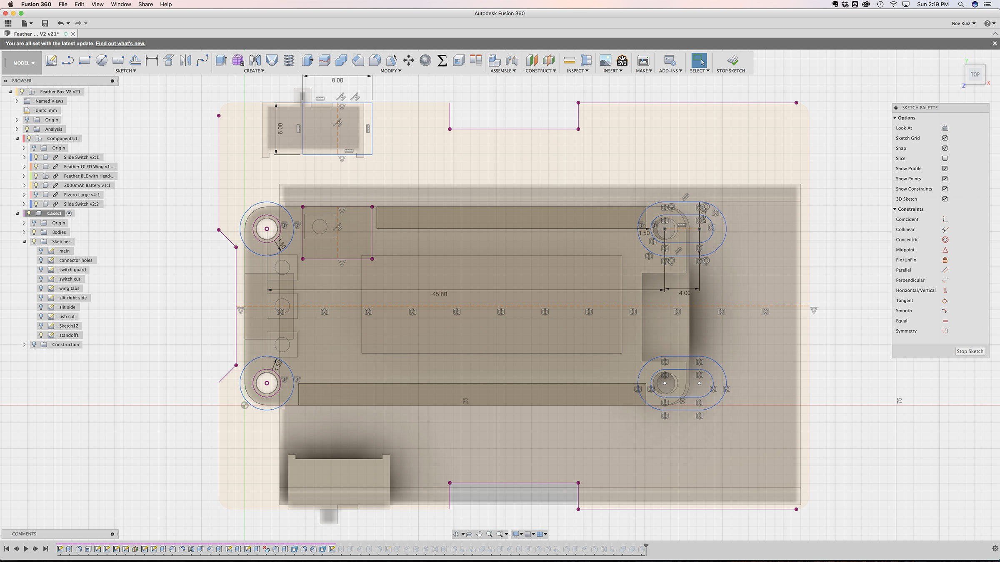 Fusion 360 File Edit View Window Share Help
Sun 2:19 PM
Autodesk Fusion 360
Noe Ruiz
Feather ... V2 v21*
You are all set with the latest update. Find out what's new.
MODEL
SKETCH
CREATE
MODIFY
ASSEMBLE
CONSTRUCT
INSPECT
INSERT
SVG
MAKE
ADD-INS
SELECT
STOP SKETCH
BROWSER
Feather Box V2 v21
Named Views
Units: mm
Origin
Analysis
Components:1
Origin
Slide Switch v2:1
Feather OLED Wing v1...
Feather BLE with Head...
2000mAh Battery v1:1
Pizero Large v4:1
Slide Switch v2:2
Case:1
Origin
Bodies
Sketches
main
connector holes
switch guard
switch cut
wing tabs
slit right side
slit side
usb cut
Sketch12
standoffs
Construction
8.00
6.00
1.50
1.50
45.80
4.00
1.50
25
50
75
Y
TOP
X
Z
SKETCH PALETTE
Options
Look At
Sketch Grid
Snap
Slice
Show Profile
Show Points
Show Constraints
3D Sketch
Constraints
Coincident
Collinear
Concentric
Midpoint
Fix/UnFix
Parallel
Perpendicular
Horizontal/Vertical
Tangent
Smooth
Equal
Symmetry
Stop Sketch
COMMENTS